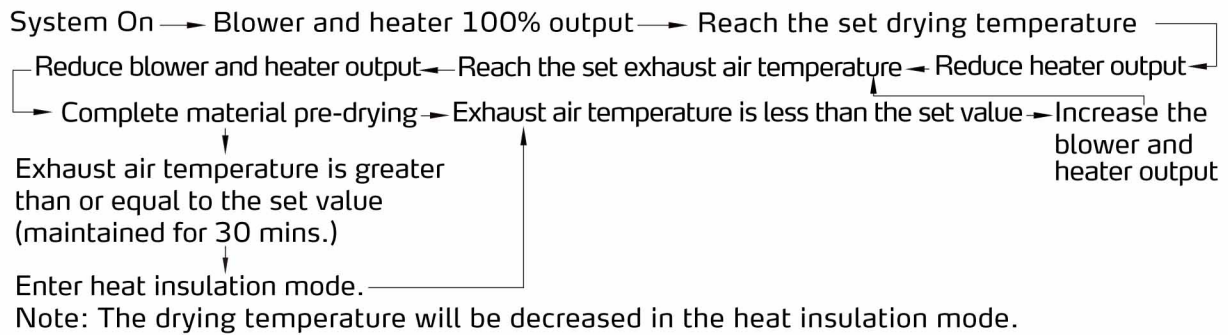 System On → Blower and heater 100% output → Reach the set drying temperature
Reduce blower and heater output ← Reach the set exhaust air temperature ← Reduce heater output
Complete material pre-drying → Exhaust air temperature is less than the set value → Increase the
blower and
heater output
Exhaust air temperature is greater
than or equal to the set value
(maintained for 30 mins.)
Enter heat insulation mode.
Note: The drying temperature will be decreased in the heat insulation mode.